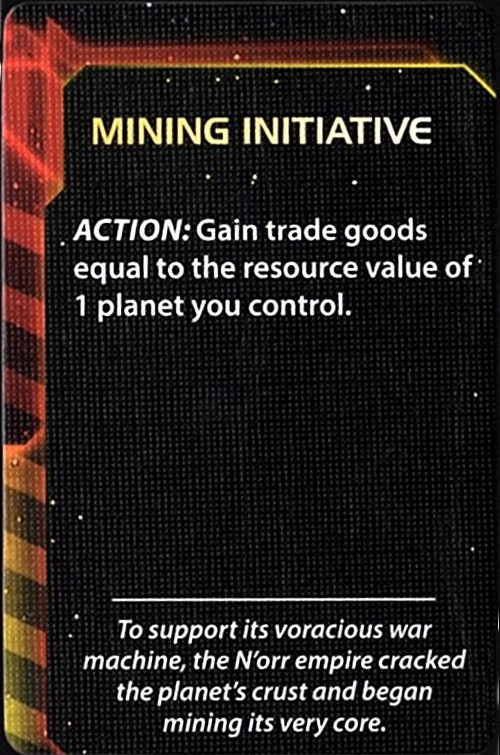 MINING INITIATIVE
ACTION: Gain trade goods
equal to the resource value of
1 planet you control.
To support its voracious war
machine, the N'orr empire cracked
the planet's crust and began
mining its very core.